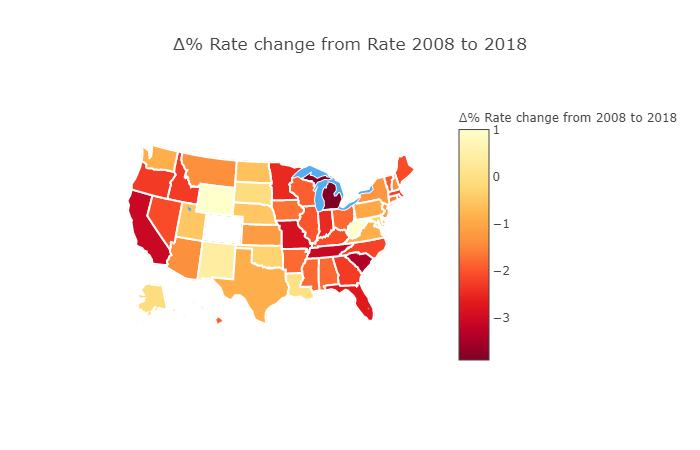 Δ% Rate change from Rate 2008 to 2018
Δ% Rate change from 2008 to 2018
1
0
−1
−2
−3